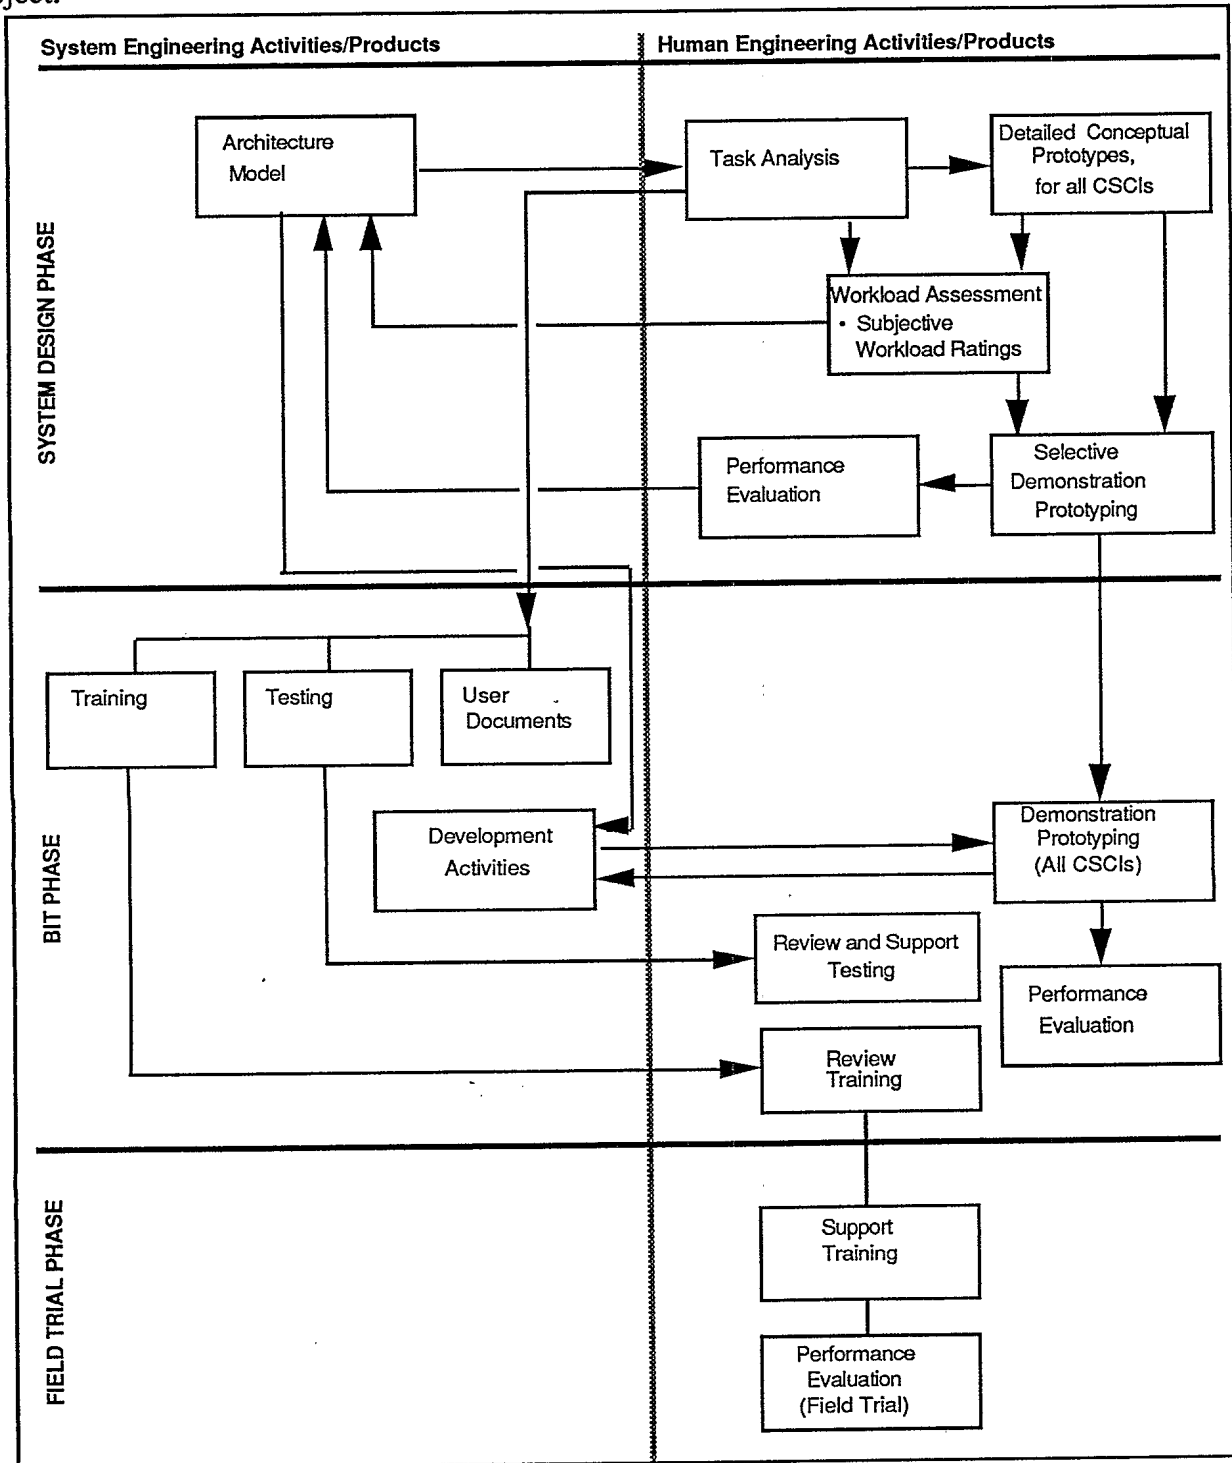 System Engineering Activities/Products
Human Engineering Activities/Products
SYSTEM DESIGN PHASE
Architecture
Model
Task Analysis
Detailed Conceptual
Prototypes,
for all CSCIs
Workload Assessment
• Subjective
Workload Ratings
Performance
Evaluation
Selective
Demonstration
Prototyping
BIT PHASE
Training
Testing
User
Documents
Development
Activities
Demonstration
Prototyping
(All CSCIs)
Review and Support
Testing
Performance
Evaluation
Review
Training
FIELD TRIAL PHASE
Support
Training
Performance
Evaluation
(Field Trial)